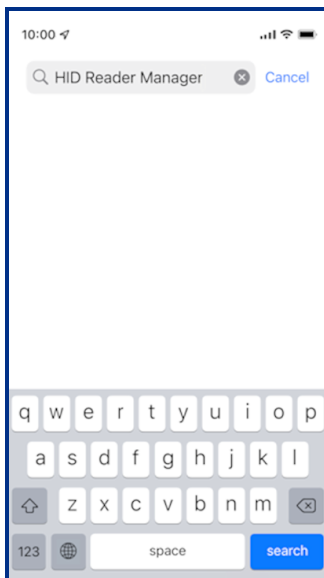 10:00
HID Reader Manager Cancel
q w e r t y u i o p
a s d f g h j k l
z x c v b n m
123 space search